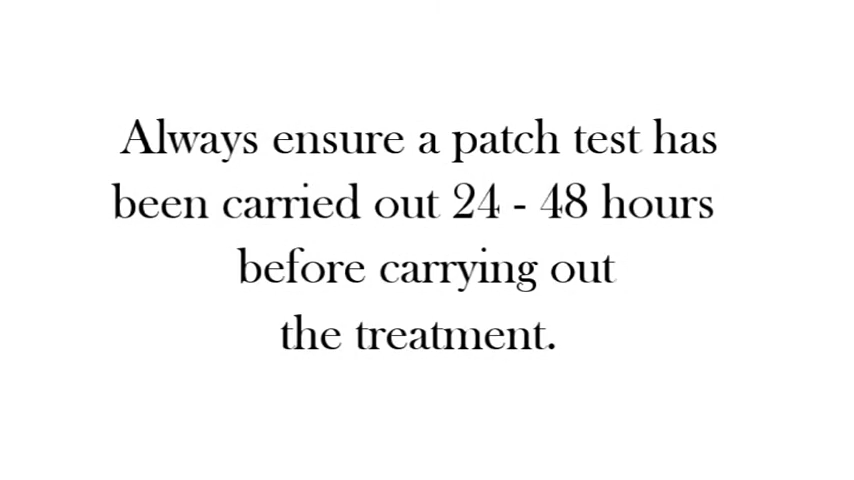 Always ensure a patch test has
been carried out 24 - 48 hours
before carrying out
the treatment.